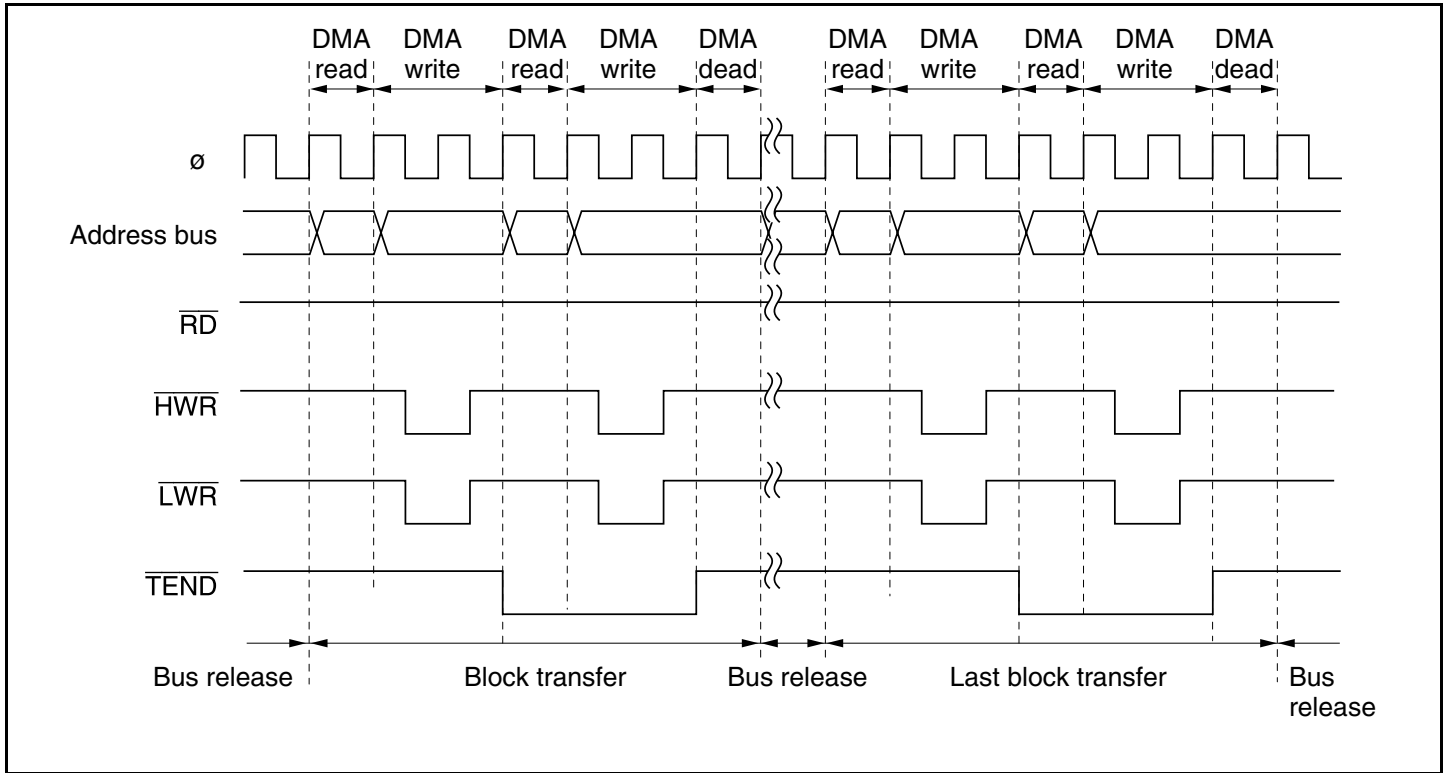 DMA read
DMA write
DMA read
DMA write
DMA dead
DMA read
DMA write
DMA read
DMA write
DMA dead
ø
Address bus
RD
HWR
LWR
TEND
Bus release
Block transfer
Bus release
Last block transfer
Bus
release